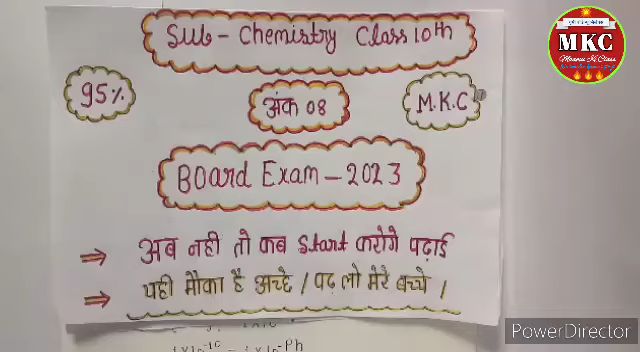 Sub - Chemistry Class 10th
95%
अंक 08
M.K.C
Board Exam - 2023
⇒ अब नही तो कब Start करोगे पढ़ाई
⇒ यही मौका है अच्छे / पढ़ लो मेरे बच्चे /
MKC
PowerDirector